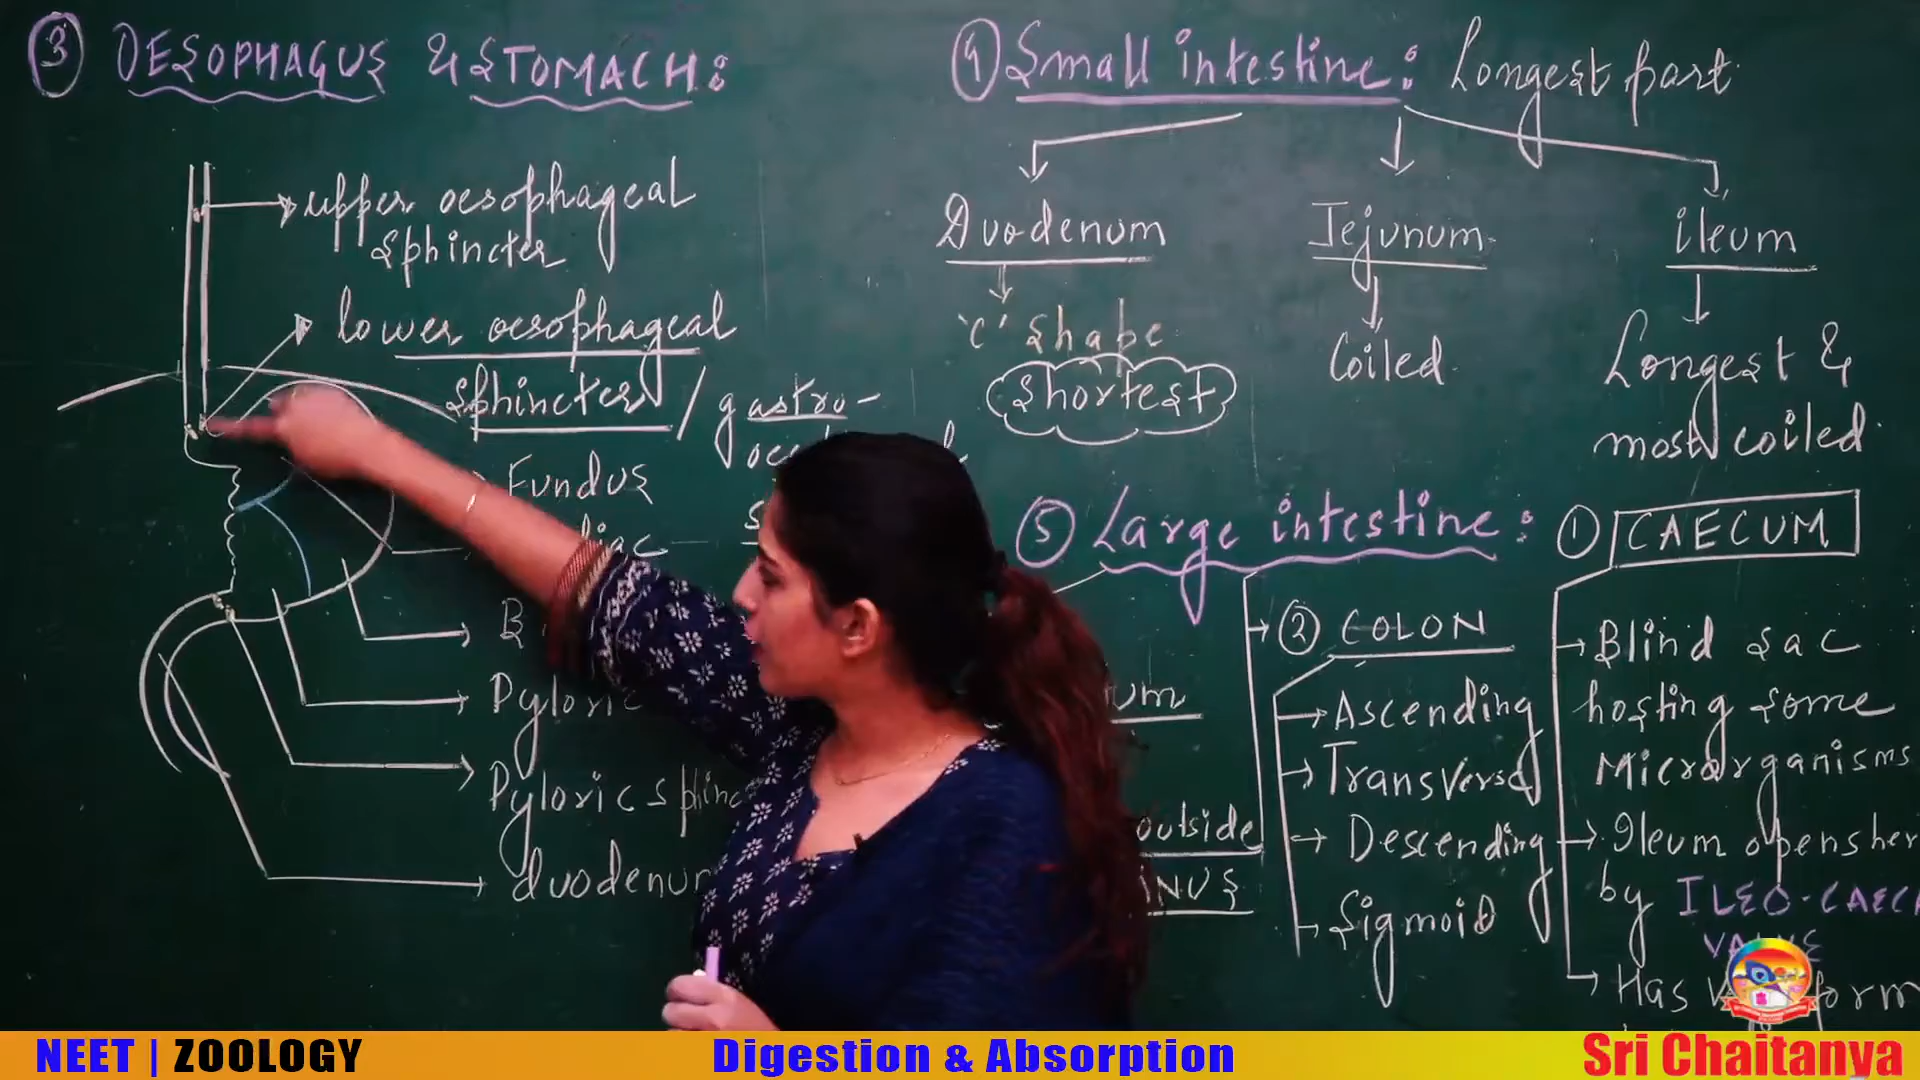 ③ OESOPHAGUS & STOMACH:
upper oesophageal
sphincter
lower oesophageal
sphincter / gastro-
Fundus
Pyloric
Pyloric sphinc
duodenum
④ Small intestine: Longest part
Duodenum Jejunum ileum
'C' shape
shortest
Coiled
Longest &
most coiled
⑤ Large intestine:
outside
② COLON
Ascending
Transverse
Descending
Sigmoid
① CAECUM
Blind sac
hosting some
Microrganisms
Ileum opens her
by ILEO-CAEC
VALVE
Has
NEET | ZOOLOGY
Digestion & Absorption
Sri Chaitanya